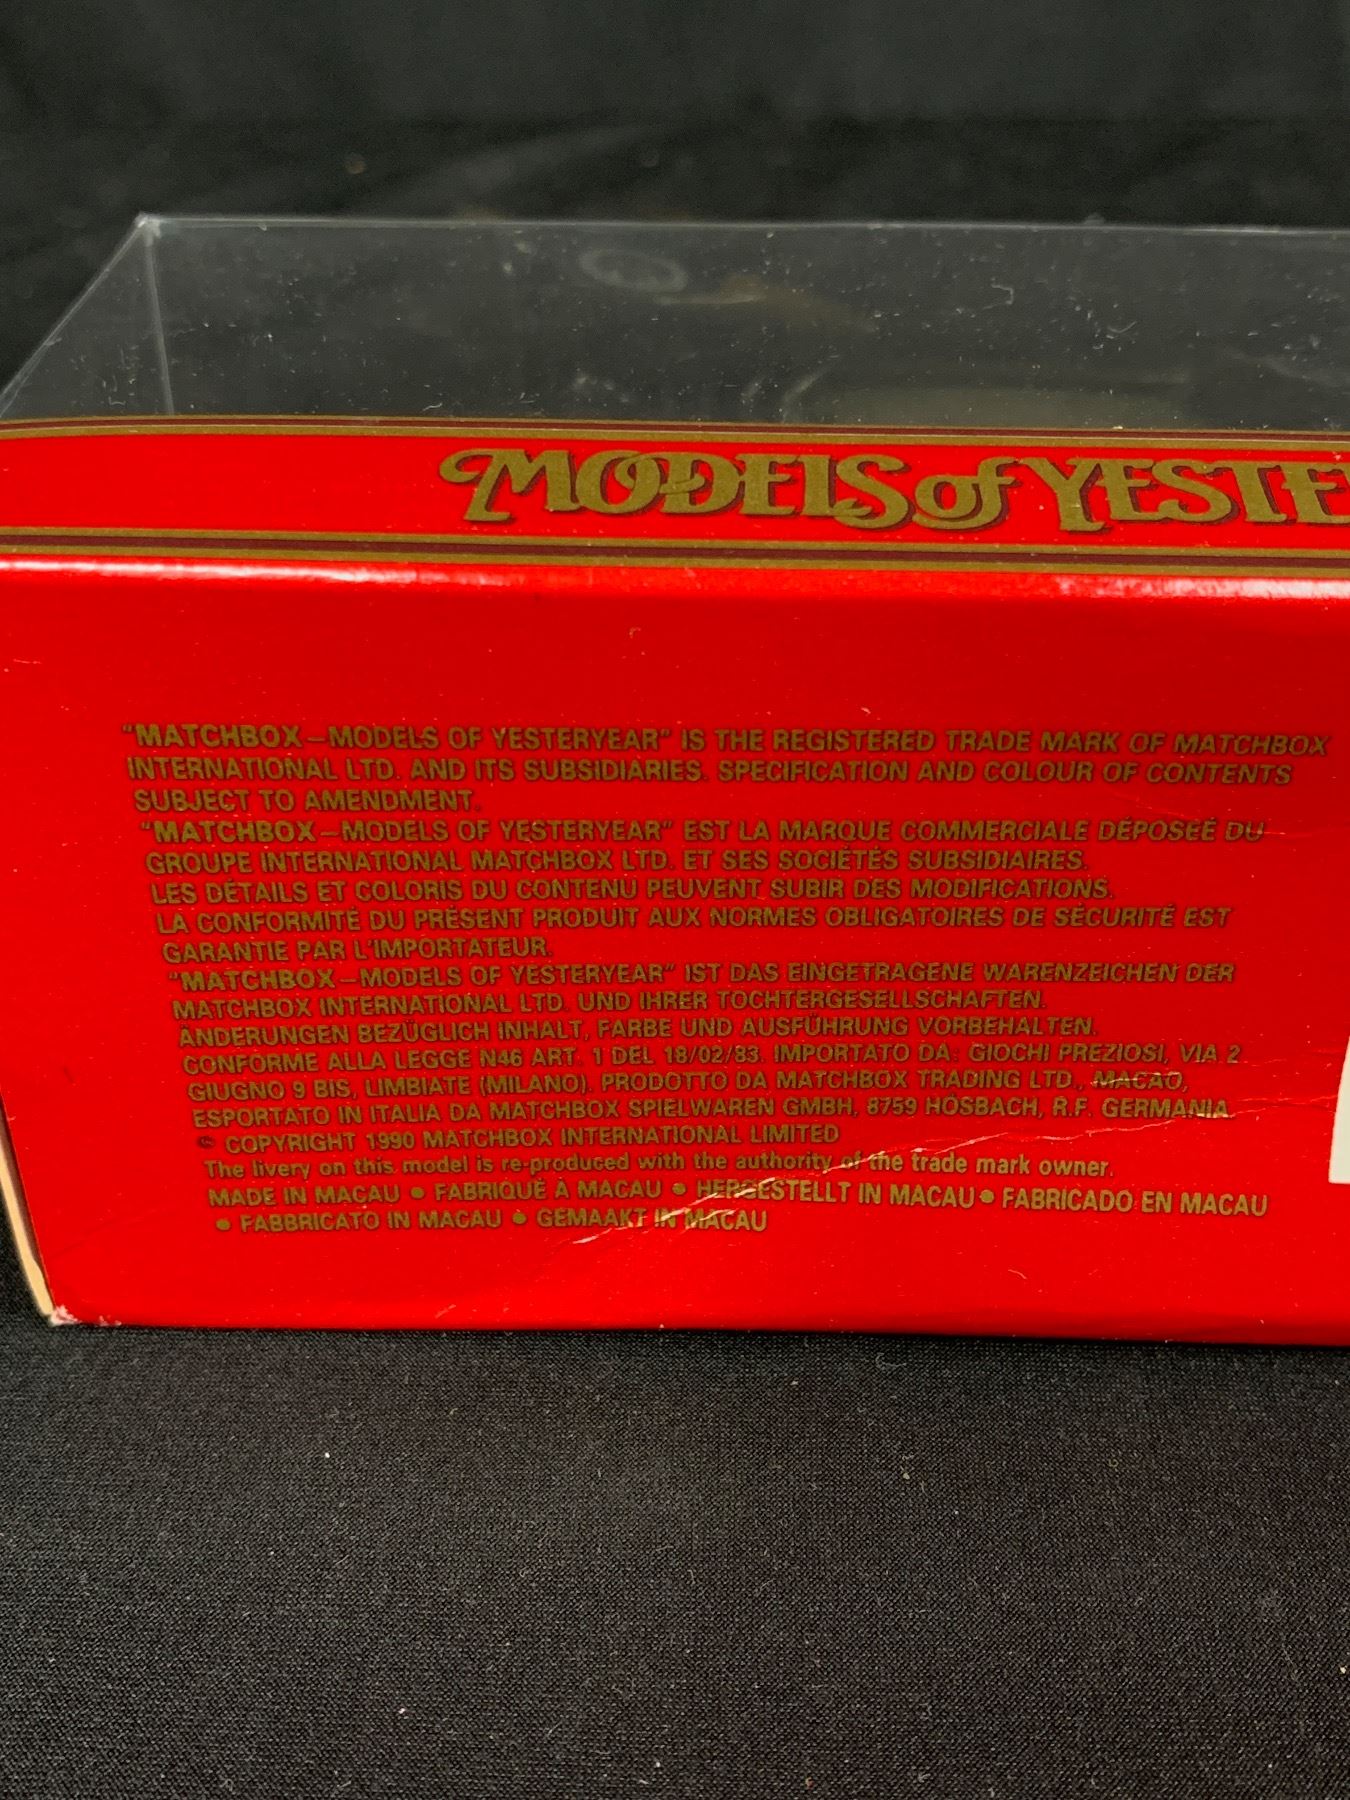 MODELS of YESTE
"MATCHBOX–MODELS OF YESTERYEAR" IS THE REGISTERED TRADE MARK OF MATCHBOX
INTERNATIONAL LTD. AND ITS SUBSIDIARIES. SPECIFICATION AND COLOUR OF CONTENTS
SUBJECT TO AMENDMENT.
"MATCHBOX–MODELS OF YESTERYEAR" EST LA MARQUE COMMERCIALE DÉPOSEÉ DU
GROUPE INTERNATIONAL MATCHBOX LTD. ET SES SOCIÉTÉS SUBSIDIAIRES.
LES DÉTAILS ET COLORIS DU CONTENU PEUVENT SUBIR DES MODIFICATIONS.
LA CONFORMITÉ DU PRÉSENT PRODUIT AUX NORMES OBLIGATOIRES DE SÉCURITÉ EST
GARANTIE PAR L'IMPORTATEUR.
"MATCHBOX–MODELS OF YESTERYEAR" IST DAS EINGETRAGENE WARENZEICHEN DER
MATCHBOX INTERNATIONAL LTD. UND IHRER TOCHTERGESELLSCHAFTEN.
ÄNDERUNGEN BEZÜGLICH INHALT, FARBE UND AUSFÜHRUNG VORBEHALTEN.
CONFORME ALLA LEGGE N46 ART. 1 DEL 18/02/83. IMPORTATO DA: GIOCHI PREZIOSI, VIA 2
GIUGNO 9 BIS, LIMBIATE (MILANO). PRODOTTO DA MATCHBOX TRADING LTD., MACAO,
ESPORTATO IN ITALIA DA MATCHBOX SPIELWAREN GMBH, 8759 HÖSBACH, R.F. GERMANIA
© COPYRIGHT 1990 MATCHBOX INTERNATIONAL LIMITED
The livery on this model is re-produced with the authority of the trade mark owner.
MADE IN MACAU • FABRIQUÉ À MACAU • HERGESTELLT IN MACAU • FABRICADO EN MACAU
• FABBRICATO IN MACAU • GEMAAKT IN MACAU